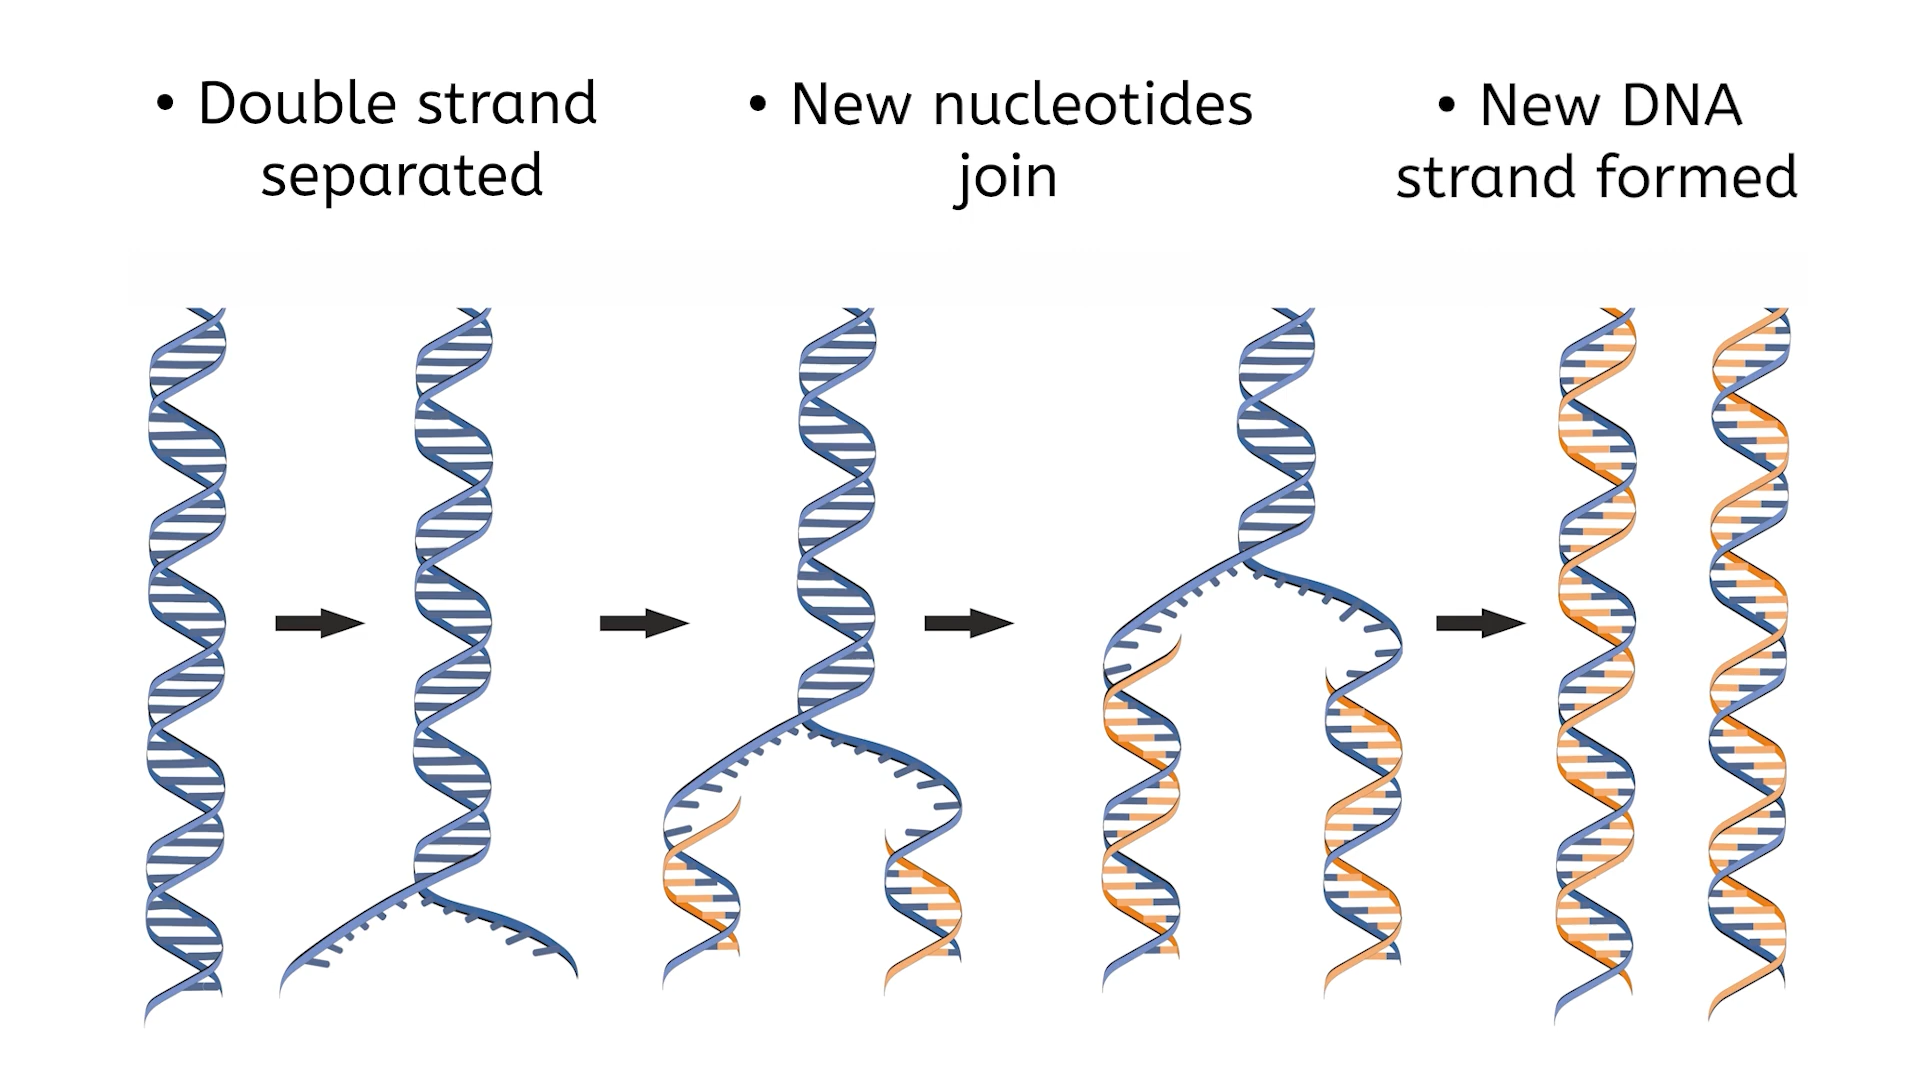 • Double strand
separated
• New nucleotides
join
• New DNA
strand formed